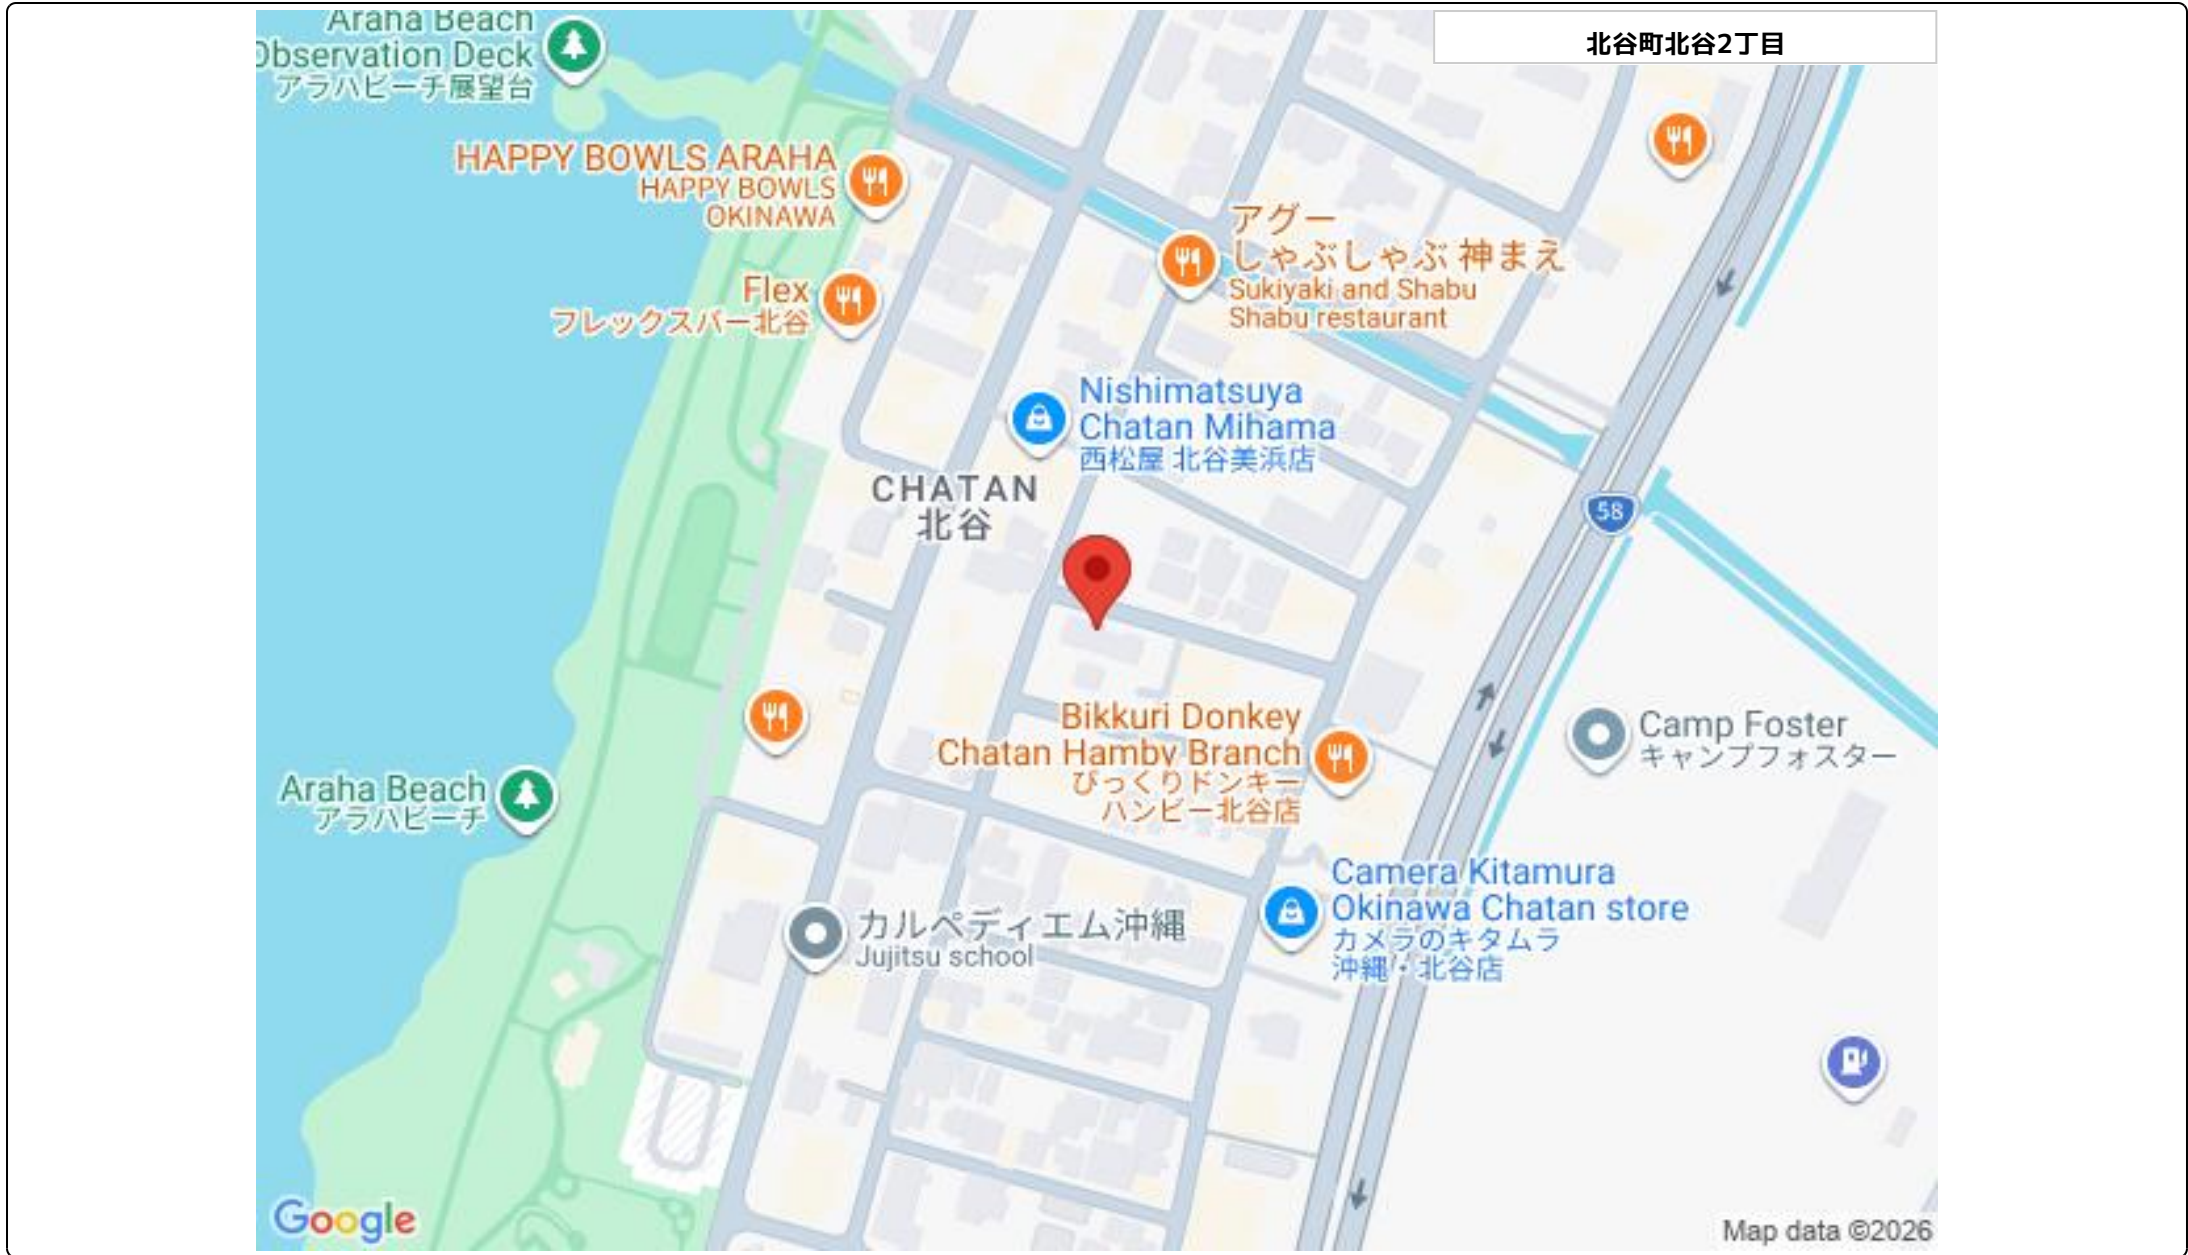 北谷町北谷2丁目
Araha Beach
Observation Deck
アラハビーチ展望台
HAPPY BOWLS ARAHA
HAPPY BOWLS
OKINAWA
アグー
しゃぶしゃぶ 神まえ
Sukiyaki and Shabu
Shabu restaurant
Flex
フレックスバー北谷
Nishimatsuya
Chatan Mihama
西松屋 北谷美浜店
CHATAN
北谷
58
Bikkuri Donkey
Chatan Hamby Branch
びっくりドンキー
ハンビー北谷店
Camp Foster
キャンプフォスター
Araha Beach
アラハビーチ
Camera Kitamura
Okinawa Chatan store
カメラのキタムラ
沖縄・北谷店
カルペディエム沖縄
Jujitsu school
Google
Map data ©2026